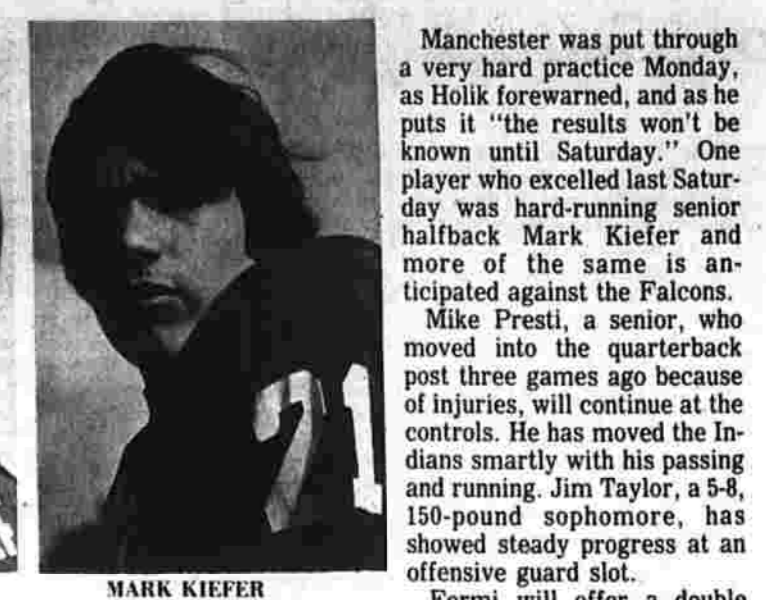 Manchester was put through
a very hard practice Monday,
as Holik forewarned, and as he
puts it "the results won't be
known until Saturday." One
player who excelled last Satur-
day was hard-running senior
halfback Mark Kiefer and
more of the same is an-
ticipated against the Falcons.
Mike Presti, a senior, who
moved into the quarterback
post three games ago because
of injuries, will continue at the
controls. He has moved the In-
dians smartly with his passing
and running. Jim Taylor, a 5-8,
150-pound sophomore, has
showed steady progress at an
offensive guard slot.
Fermi will offer a double
71
MARK KIEFER